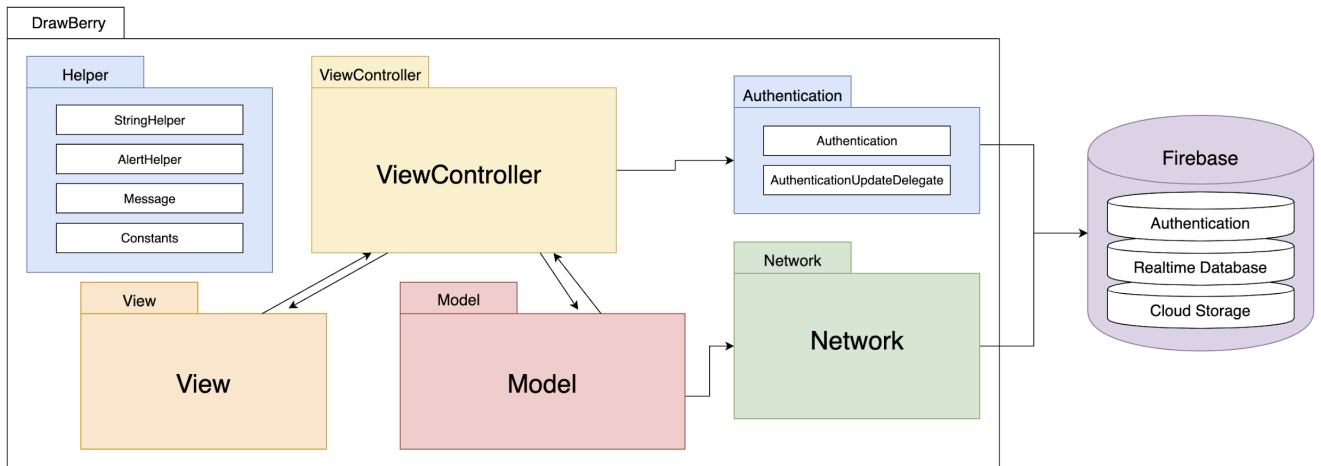 DrawBerry
Helper
StringHelper
AlertHelper
Message
Constants
ViewController
ViewController
Authentication
Authentication
AuthenticationUpdateDelegate
View
View
Model
Model
Network
Network
Firebase
Authentication
Realtime Database
Cloud Storage